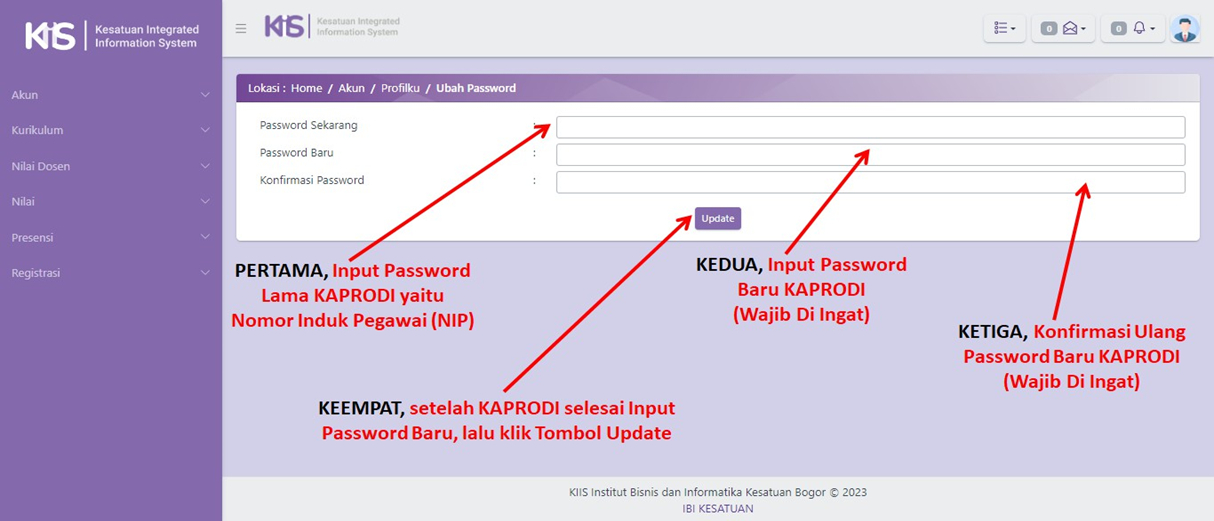 KIIS
Kesatuan Integrated
Information System
Akun
Kurikulum
Nilai Dosen
Nilai
Presensi
Registrasi
KIIS
Kesatuan Integrated
Information System
0
0
Lokasi : Home / Akun / Profilku / Ubah Password
Password Sekarang :
Password Baru :
Konfirmasi Password :
Update
PERTAMA, Input Password
Lama KAPRODI yaitu
Nomor Induk Pegawai (NIP)
KEDUA, Input Password
Baru KAPRODI
(Wajib Di Ingat)
KETIGA, Konfirmasi Ulang
Password Baru KAPRODI
(Wajib Di Ingat)
KEEMPAT, setelah KAPRODI selesai Input
Password Baru, lalu klik Tombol Update
KIIS Institut Bisnis dan Informatika Kesatuan Bogor © 2023
IBI KESATUAN